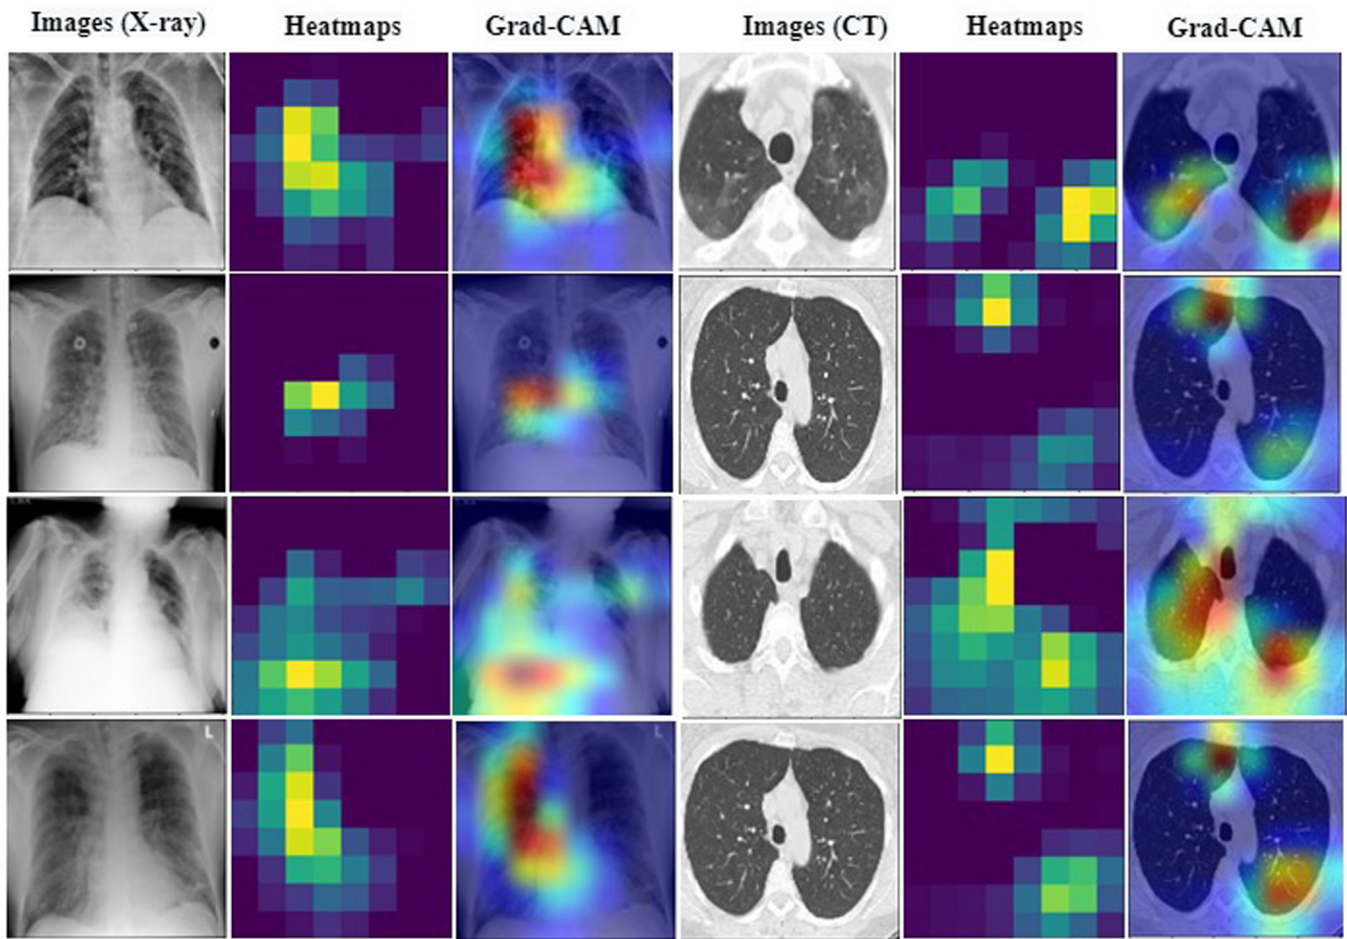 Images (X-ray)
Heatmaps
Grad-CAM
Images (CT)
Heatmaps
Grad-CAM
L
L